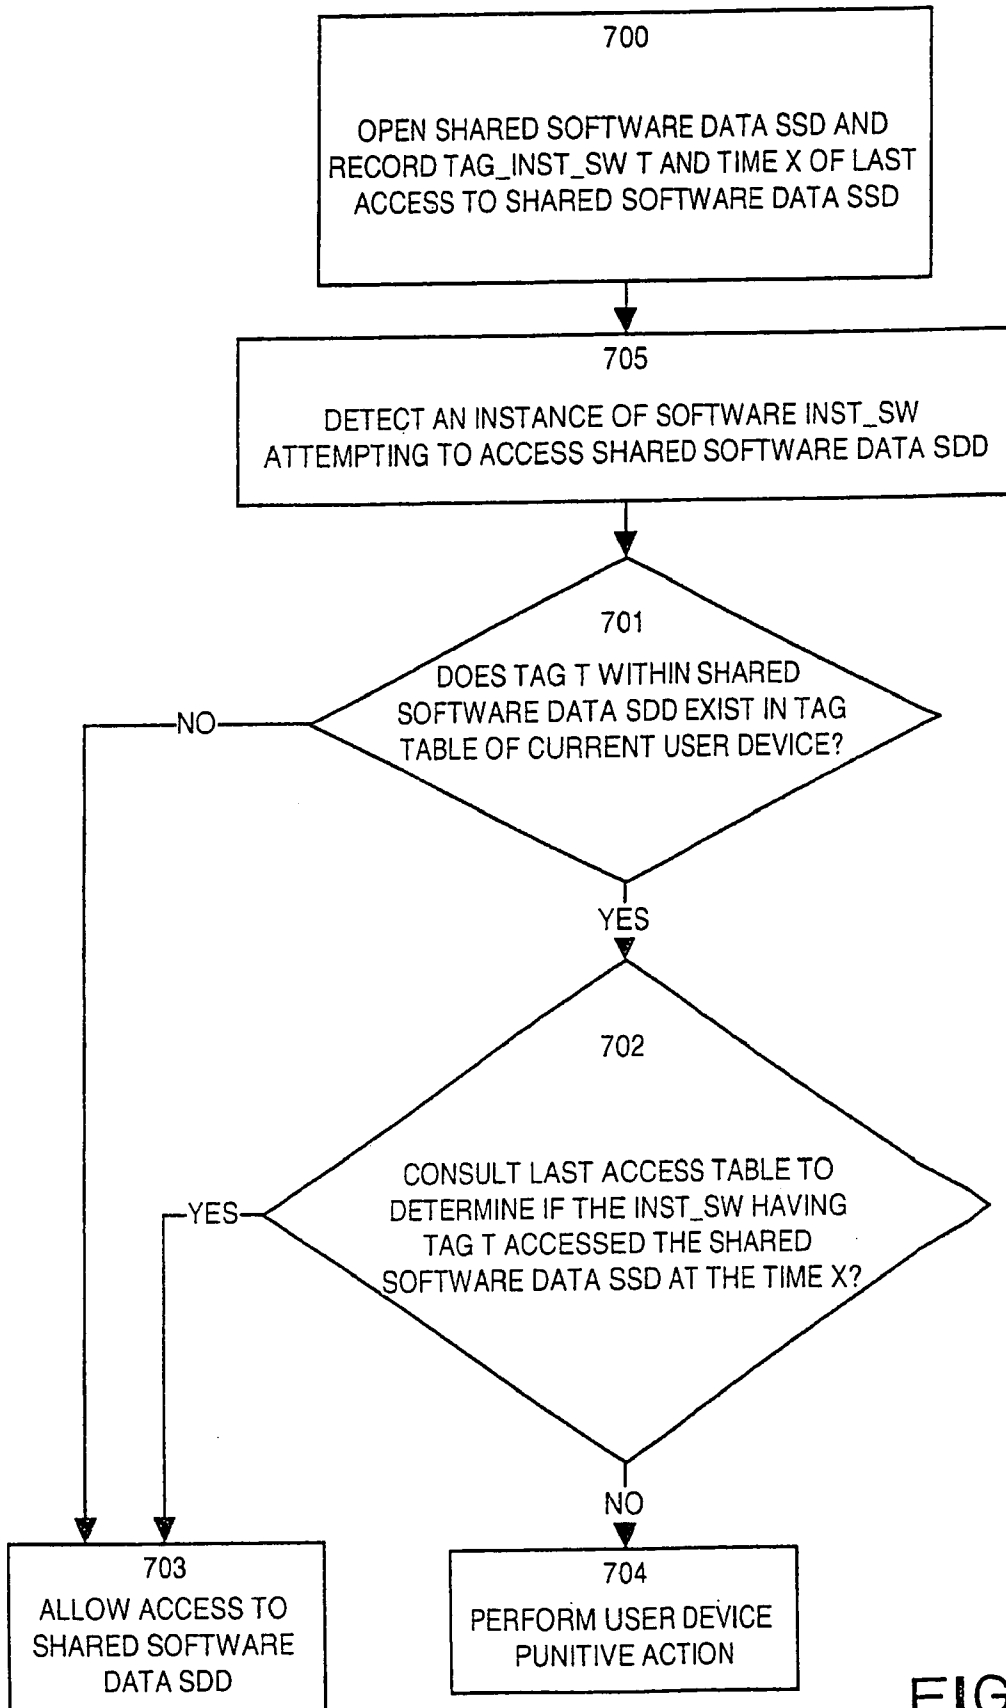 700
OPEN SHARED SOFTWARE DATA SSD AND
RECORD TAG_INST_SW T AND TIME X OF LAST
ACCESS TO SHARED SOFTWARE DATA SSD
705
DETECT AN INSTANCE OF SOFTWARE INST_SW
ATTEMPTING TO ACCESS SHARED SOFTWARE DATA SDD
701
DOES TAG T WITHIN SHARED
SOFTWARE DATA SDD EXIST IN TAG
TABLE OF CURRENT USER DEVICE?
NO
YES
702
CONSULT LAST ACCESS TABLE TO
DETERMINE IF THE INST_SW HAVING
TAG T ACCESSED THE SHARED
SOFTWARE DATA SSD AT THE TIME X?
YES
NO
703
ALLOW ACCESS TO
SHARED SOFTWARE
DATA SDD
704
PERFORM USER DEVICE
PUNITIVE ACTION
FIG